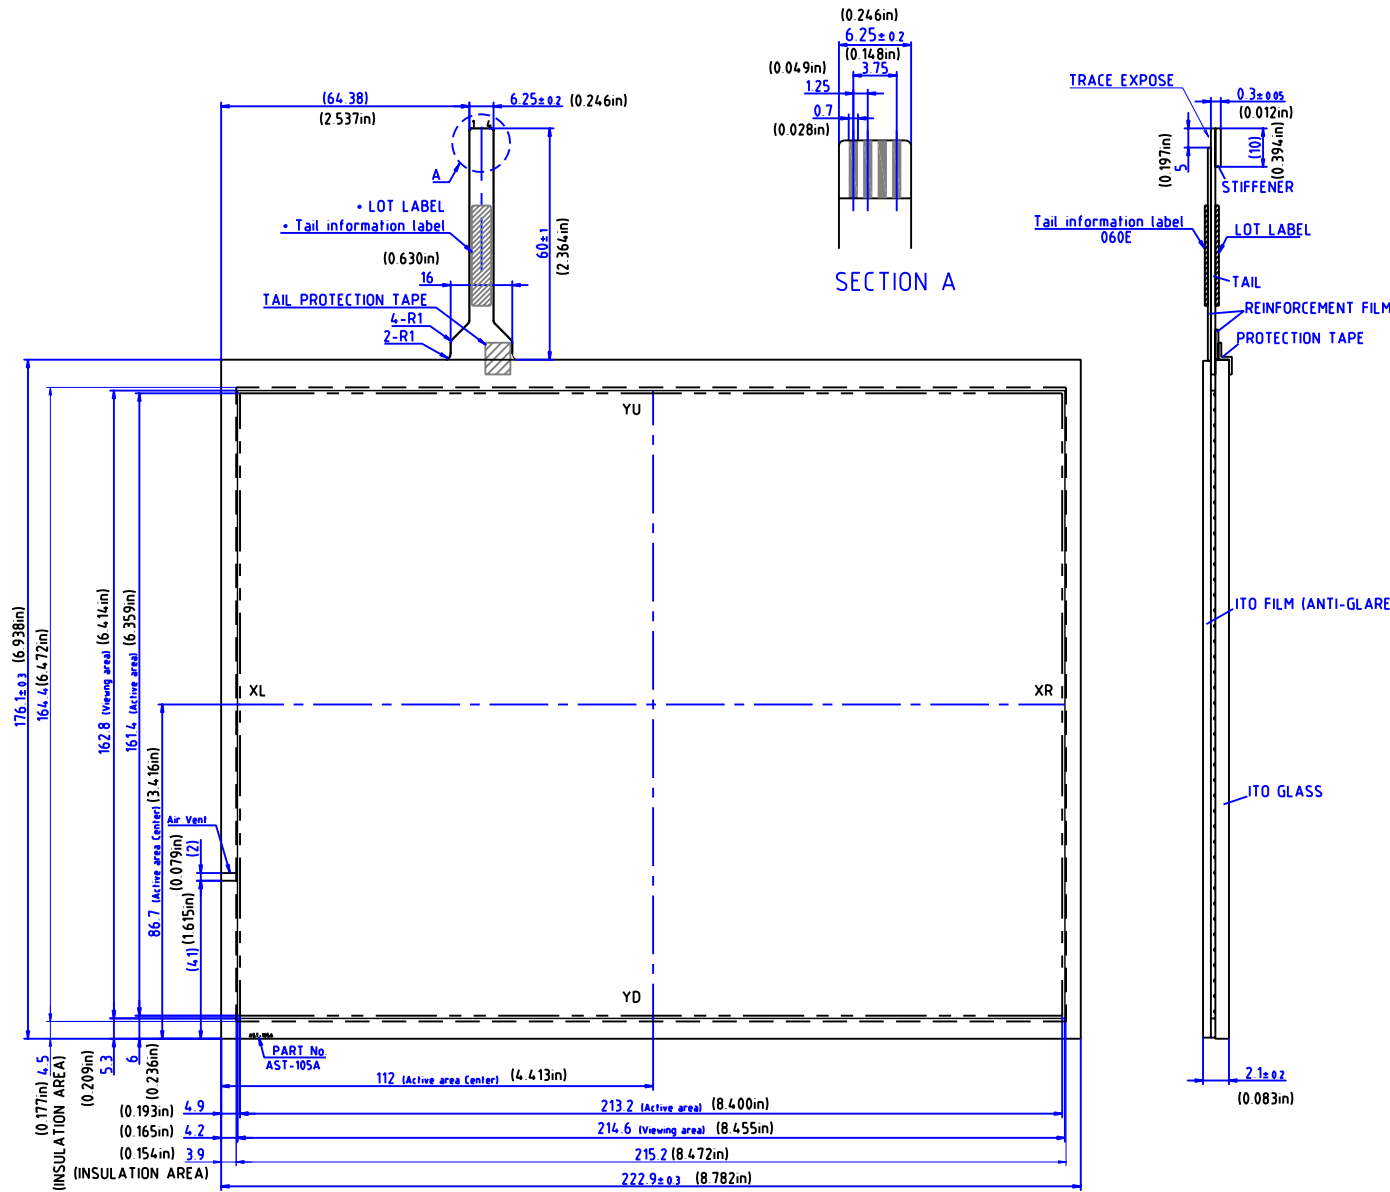 (0.246in)
6.25±0.2
(0.148in)
3.75
(0.049in)
1.25
0.7
(0.028in)
SECTION A
(64.38)
(2.537in)
6.25±0.2 (0.246in)
1 4
A
• LOT LABEL
• Tail information label
(0.630in)
16
60±1
(2.364in)
TAIL PROTECTION TAPE
4-R1
2-R1
TRACE EXPOSE
0.3±0.05
(0.012in)
(0.197in)
5
(10)
(0.394in)
STIFFENER
Tail information label
060E
LOT LABEL
TAIL
REINFORCEMENT FILM
PROTECTION TAPE
ITO FILM (ANTI-GLARE
ITO GLASS
2.1±0.2
(0.083in)
YU
XL
XR
YD
176.1±0.3 (6.938in)
164.4(6.472in)
162.8 (Viewng area) (6.414in)
161.4 (Active area) (6.359in)
86.7 (Active area Center) (3.416in)
Air Vent
(2)
(0.079in)
(41) (1.615in)
4.5
(0.177in)
(INSULATION AREA)
5.3
(0.209in)
6
(0.236in)
PART No.
AST-105A
112 (Active area Center) (4.413in)
(0.193in) 4.9
213.2 (Active area) (8.400in)
(0.165in) 4.2
214.6 (Viewing area) (8.455in)
(0.154in) 3.9
215.2 (8.472in)
(INSULATION AREA)
222.9±0.3 (8.782in)